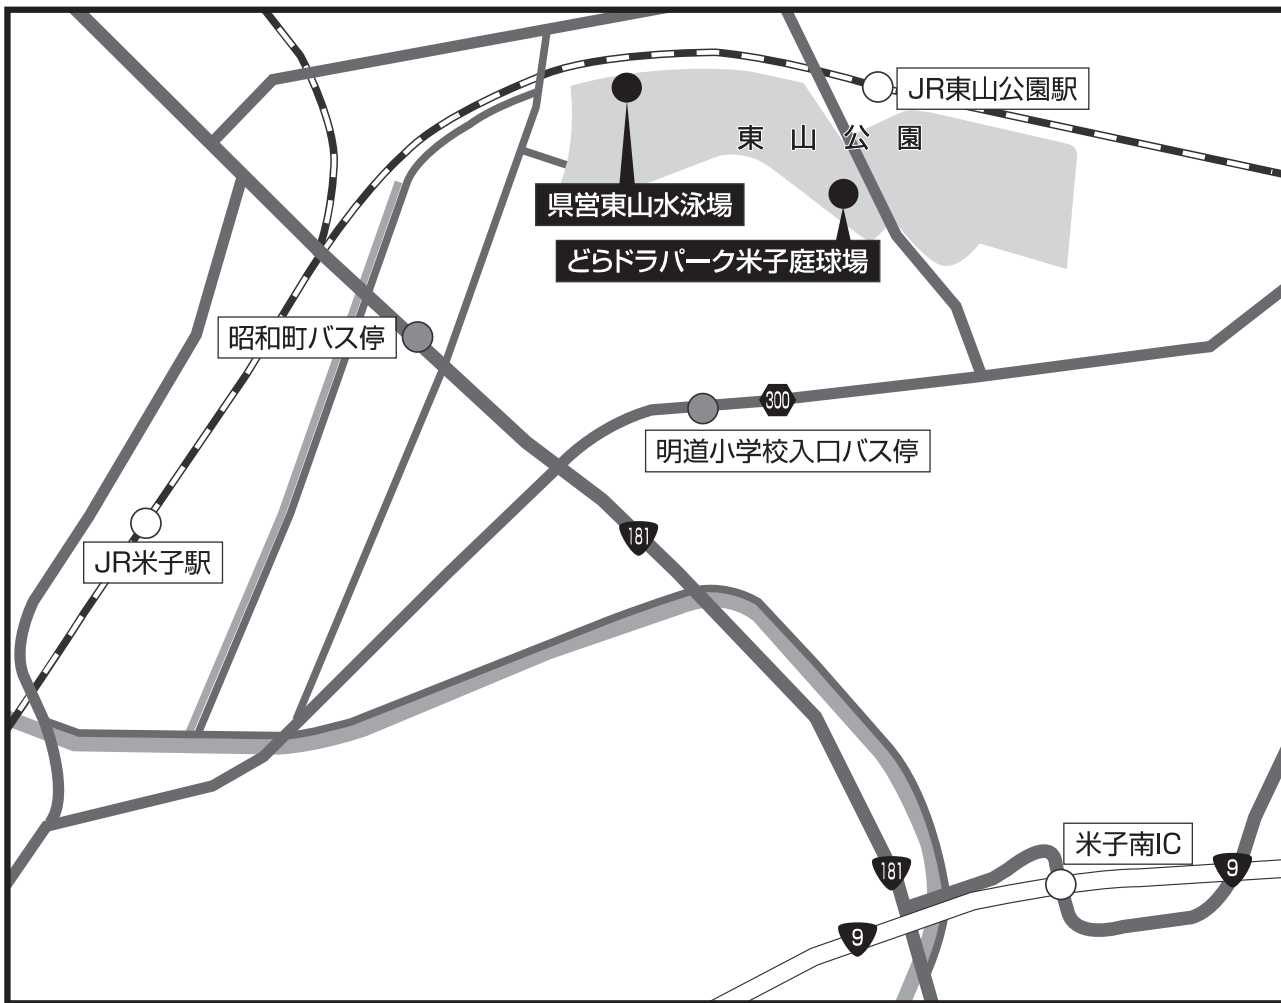 JR東山公園駅
東山公園
県営東山水泳場
どらドラパーク米子庭球場
昭和町バス停
300
明道小学校入口バス停
181
JR米子駅
米子南IC
181
9
9